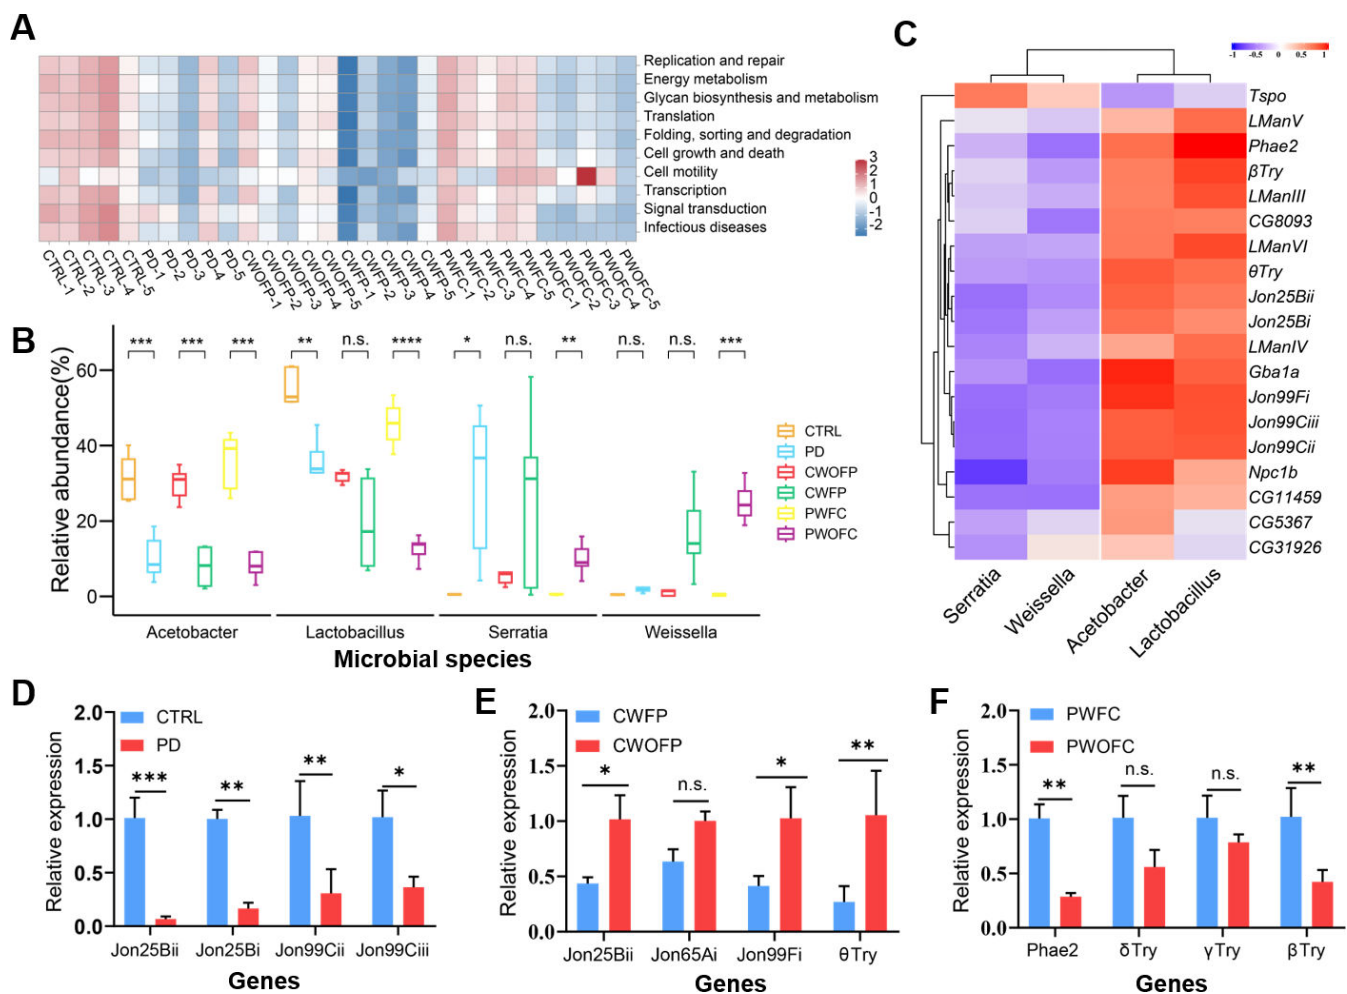 A
Replication and repair
Energy metabolism
Glycan biosynthesis and metabolism
Translation
Folding, sorting and degradation
Cell growth and death
Cell motility
Transcription
Signal transduction
Infectious diseases
3
2
1
0
-1
-2
CTRL-1
CTRL-2
CTRL-3
CTRL-4
CTRL-5
PD-1
PD-2
PD-3
PD-4
PD-5
CWOFP-1
CWOFP-2
CWOFP-3
CWOFP-4
CWOFP-5
CWFP-1
CWFP-2
CWFP-3
CWFP-4
CWFP-5
PWFC-1
PWFC-2
PWFC-3
PWFC-4
PWFC-5
PWOFC-1
PWOFC-2
PWOFC-3
PWOFC-4
PWOFC-5
B
Relative abundance(%)
60
40
20
0
*** *** *** ** n.s. **** * n.s. ** n.s. n.s. ***
Acetobacter Lactobacillus Serratia Weissella
Microbial species
CTRL
PD
CWOFP
CWFP
PWFC
PWOFC
C
-1 -0.5 0 0.5 1
Tspo
LManV
Phae2
βTry
LManIII
CG8093
LManVI
θTry
Jon25Bii
Jon25Bi
LManIV
Gba1a
Jon99Fi
Jon99Ciii
Jon99Cii
Npc1b
CG11459
CG5367
CG31926
Serratia
Weissella
Acetobacter
Lactobacillus
D
Relative expression
2.0
1.5
1.0
0.5
0.0
CTRL
PD
*** ** ** *
Jon25Bii Jon25Bi Jon99Cii Jon99Ciii
Genes
E
Relative expression
2.0
1.5
1.0
0.5
0.0
CWFP
CWOFP
* n.s. * **
Jon25Bii Jon65Ai Jon99Fi θTry
Genes
F
Relative expression
2.0
1.5
1.0
0.5
0.0
PWFC
PWOFC
** n.s. n.s. **
Phae2 δTry γTry βTry
Genes